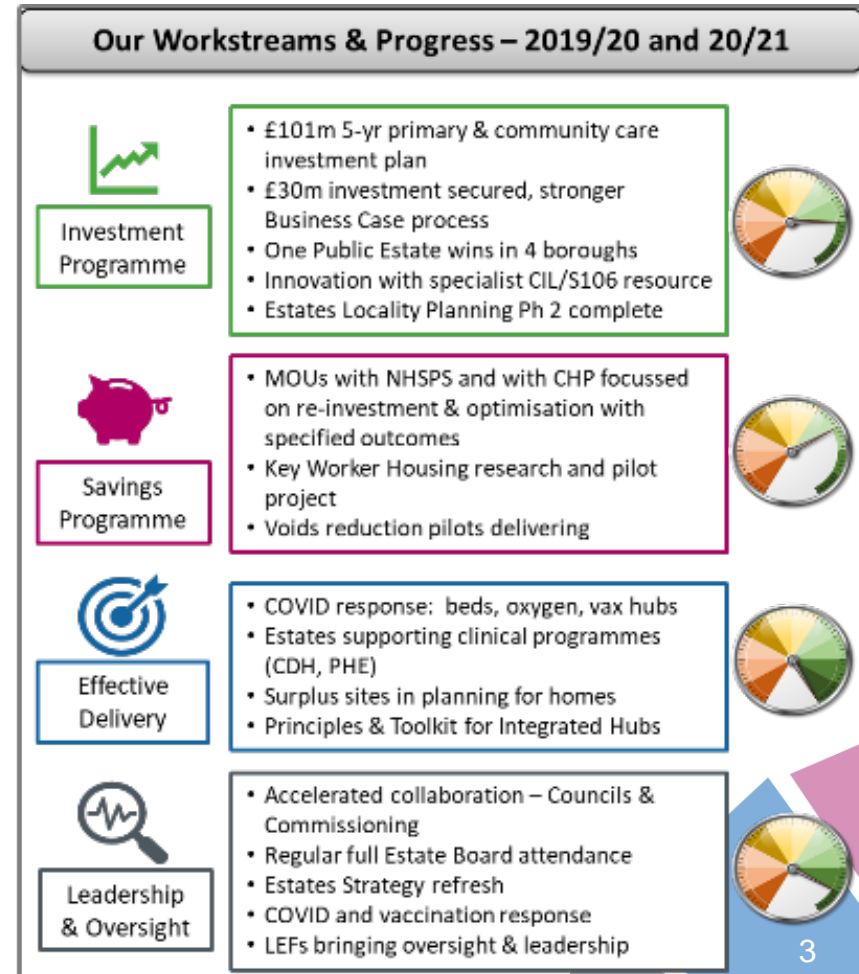 Our Workstreams & Progress – 2019/20 and 20/21
Investment
Programme
• £101m 5-yr primary & community care
investment plan
• £30m investment secured, stronger
Business Case process
• One Public Estate wins in 4 boroughs
• Innovation with specialist CIL/S106 resource
• Estates Locality Planning Ph 2 complete
Savings
Programme
• MOUs with NHSPS and with CHP focussed
on re-investment & optimisation with
specified outcomes
• Key Worker Housing research and pilot
project
• Voids reduction pilots delivering
Effective
Delivery
• COVID response:  beds, oxygen, vax hubs
• Estates supporting clinical programmes
(CDH, PHE)
• Surplus sites in planning for homes
• Principles & Toolkit for Integrated Hubs
Leadership
& Oversight
• Accelerated collaboration – Councils &
Commissioning
• Regular full Estate Board attendance
• Estates Strategy refresh
• COVID and vaccination response
• LEFs bringing oversight & leadership
3